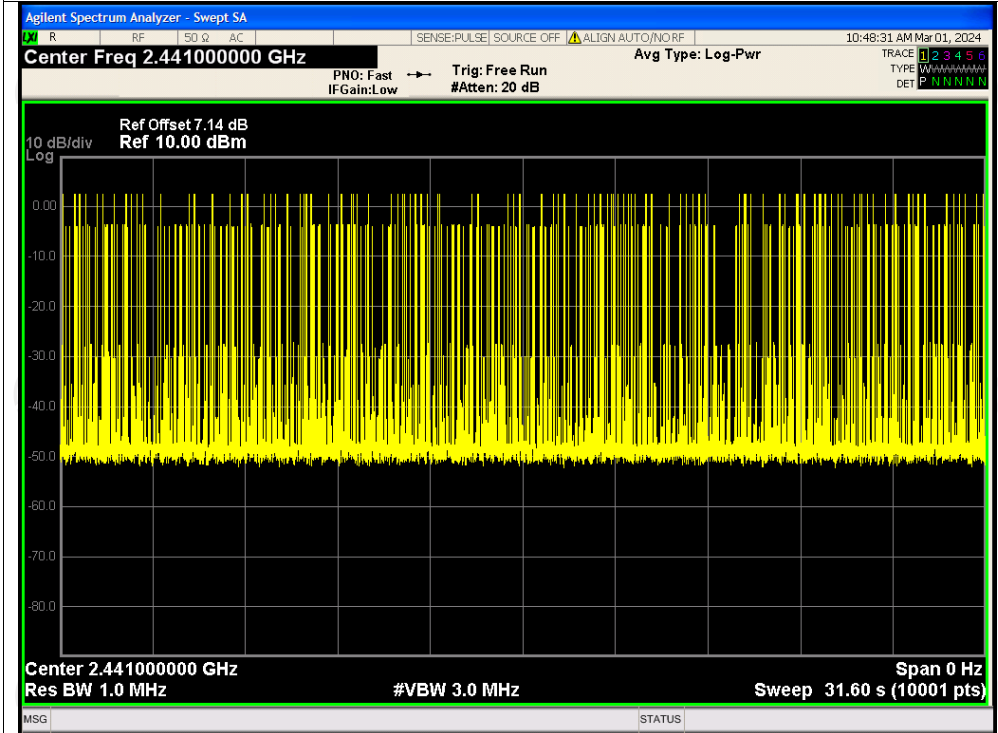 Agilent Spectrum Analyzer - Swept SA
LXI R RF 50 Ω AC SENSE:PULSE SOURCE OFF ALIGN AUTO/NO RF 10:48:31 AM Mar 01, 2024
Center Freq 2.441000000 GHz Avg Type: Log-Pwr TRACE 1 2 3 4 5 6
PNO: Fast Trig: Free Run TYPE WWWWWW
IFGain:Low #Atten: 20 dB DET P N N N N N
Ref Offset 7.14 dB
10 dB/div Ref 10.00 dBm
Log
0.00
-10.0
-20.0
-30.0
-40.0
-50.0
-60.0
-70.0
-80.0
Center 2.441000000 GHz Span 0 Hz
Res BW 1.0 MHz #VBW 3.0 MHz Sweep 31.60 s (10001 pts)
MSG STATUS